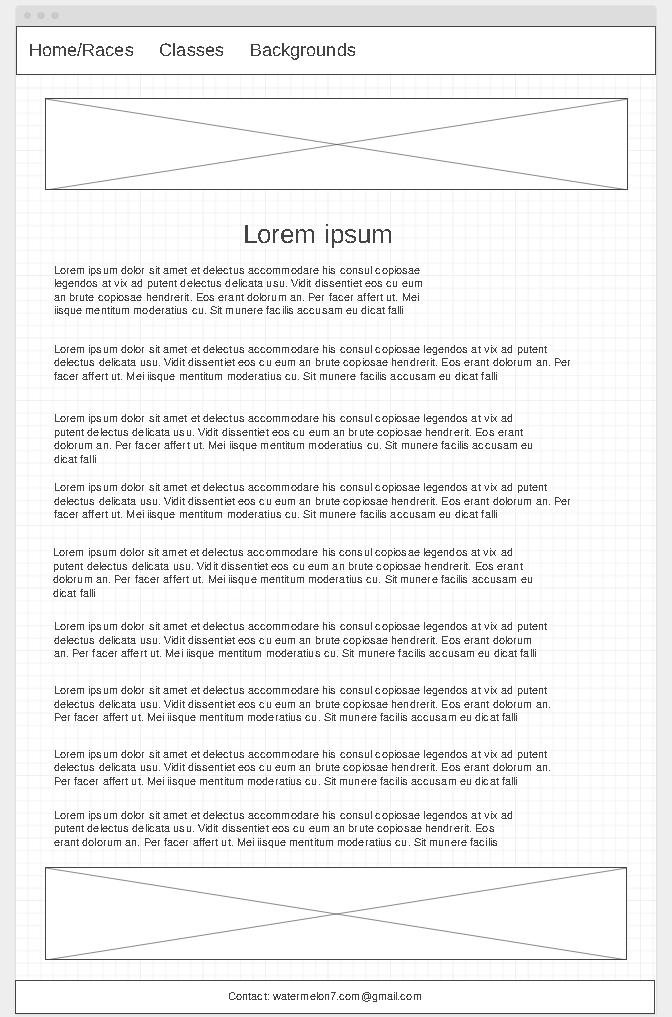 Home/Races Classes Backgrounds
Lorem ipsum
Lorem ipsum dolor sit amet et delectus accommodare his consul copiosae
legendos at vix ad putent delectus delicata usu. Vidit dissentiet eos cu eum
an brute copiosae hendrerit. Eos erant dolorum an. Per facer affert ut. Mei
iisque mentitum moderatius cu. Sit munere facilis accusam eu dicat falli
Lorem ipsum dolor sit amet et delectus accommodare his consul copiosae legendos at vix ad putent
delectus delicata usu. Vidit dissentiet eos cu eum an brute copiosae hendrerit. Eos erant dolorum an. Per
facer affert ut. Mei iisque mentitum moderatius cu. Sit munere facilis accusam eu dicat falli
Lorem ipsum dolor sit amet et delectus accommodare his consul copiosae legendos at vix ad
putent delectus delicata usu. Vidit dissentiet eos cu eum an brute copiosae hendrerit. Eos erant
dolorum an. Per facer affert ut. Mei iisque mentitum moderatius cu. Sit munere facilis accusam eu
dicat falli
Lorem ipsum dolor sit amet et delectus accommodare his consul copiosae legendos at vix ad putent
delectus delicata usu. Vidit dissentiet eos cu eum an brute copiosae hendrerit. Eos erant dolorum an. Per
facer affert ut. Mei iisque mentitum moderatius cu. Sit munere facilis accusam eu dicat falli
Lorem ipsum dolor sit amet et delectus accommodare his consul copiosae legendos at vix ad
putent delectus delicata usu. Vidit dissentiet eos cu eum an brute copiosae hendrerit. Eos erant
dolorum an. Per facer affert ut. Mei iisque mentitum moderatius cu. Sit munere facilis accusam eu
dicat falli
Lorem ipsum dolor sit amet et delectus accommodare his consul copiosae legendos at vix ad putent
delectus delicata usu. Vidit dissentiet eos cu eum an brute copiosae hendrerit. Eos erant dolorum
an. Per facer affert ut. Mei iisque mentitum moderatius cu. Sit munere facilis accusam eu dicat falli
Lorem ipsum dolor sit amet et delectus accommodare his consul copiosae legendos at vix ad putent
delectus delicata usu. Vidit dissentiet eos cu eum an brute copiosae hendrerit. Eos erant dolorum an.
Per facer affert ut. Mei iisque mentitum moderatius cu. Sit munere facilis accusam eu dicat falli
Lorem ipsum dolor sit amet et delectus accommodare his consul copiosae legendos at vix ad putent
delectus delicata usu. Vidit dissentiet eos cu eum an brute copiosae hendrerit. Eos erant dolorum an.
Per facer affert ut. Mei iisque mentitum moderatius cu. Sit munere facilis accusam eu dicat falli
Lorem ipsum dolor sit amet et delectus accommodare his consul copiosae legendos at vix ad
putent delectus delicata usu. Vidit dissentiet eos cu eum an brute copiosae hendrerit. Eos
erant dolorum an. Per facer affert ut. Mei iisque mentitum moderatius cu. Sit munere facilis
Contact: watermelon7.com@gmail.com